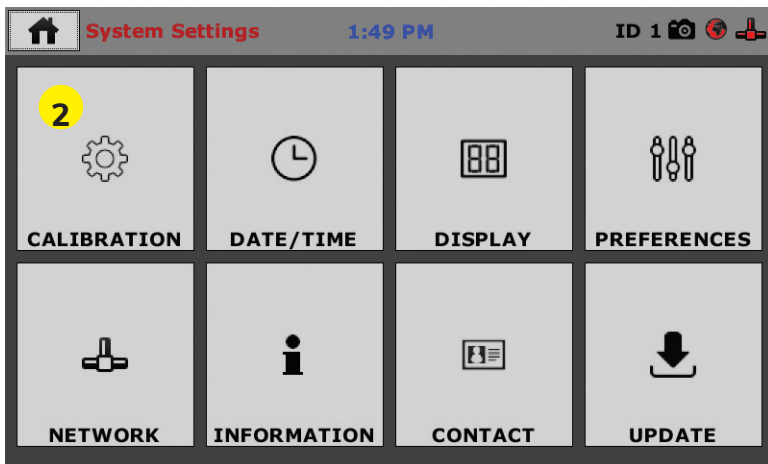 System Settings 1:49 PM ID 1
2
CALIBRATION DATE/TIME DISPLAY PREFERENCES
NETWORK INFORMATION CONTACT UPDATE